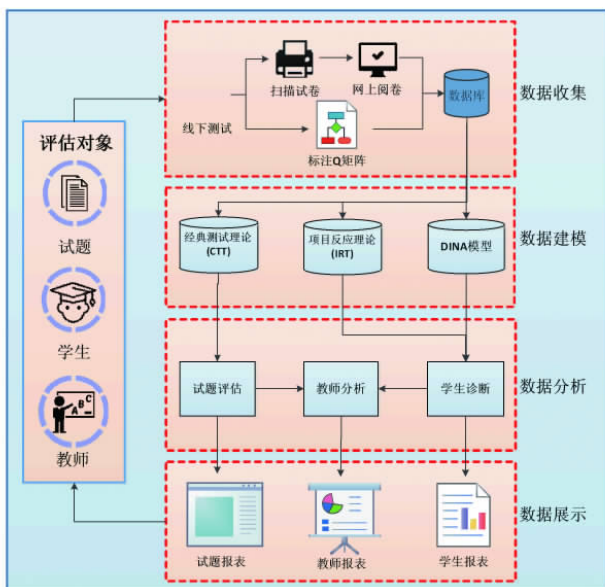 评估对象
试题
学生
教师
扫描试卷
网上阅卷
数据库
线下测试
标注Q矩阵
数据收集
经典测试理论
(CTT)
项目反应理论
(IRT)
DINA模型
数据建模
试题评估
教师分析
学生诊断
数据分析
试题报表
教师报表
学生报表
数据展示
A B C